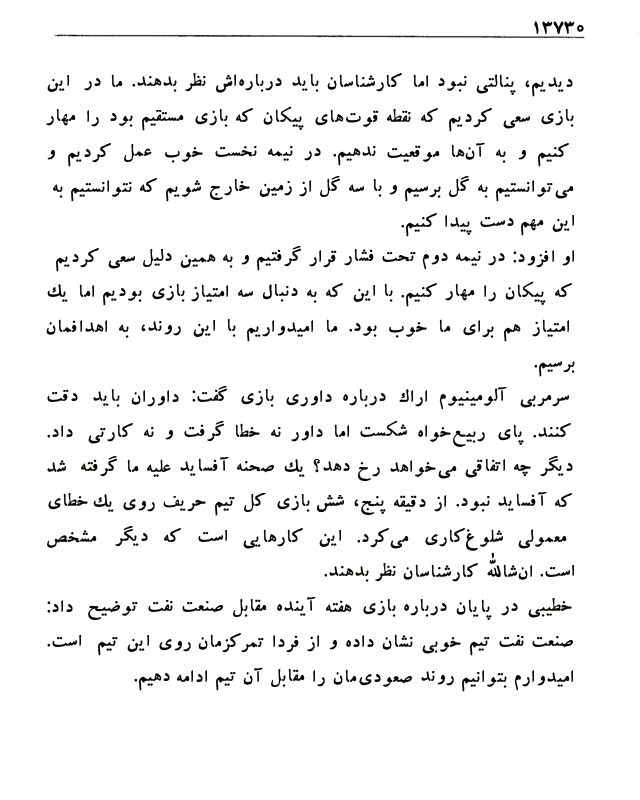 ۱۳۷۳۰
دیدیم، پنالتی نبود اما کارشناسان باید درباره‌اش نظر بدهند. ما در این
بازی سعی کردیم که نقطه قوت‌های پیکان که بازی مستقیم بود را مهار
کنیم و به آن‌ها موقعیت ندهیم. در نیمه نخست خوب عمل کردیم و
می‌توانستیم به گل برسیم و با سه گل از زمین خارج شویم که نتوانستیم به
این مهم دست پیدا کنیم.
او افزود: در نیمه دوم تحت فشار قرار گرفتیم و به همین دلیل سعی کردیم
که پیکان را مهار کنیم. با این که به دنبال سه امتیاز بازی بودیم اما یك
امتیاز هم برای ما خوب بود. ما امیدواریم با این روند، به اهدافمان
برسیم.
سرمربی آلومینیوم اراك درباره داوری بازی گفت: داوران باید دقت
کنند. پای ربیع‌خواه شکست اما داور نه خطا گرفت و نه کارتی داد.
دیگر چه اتفاقی می‌خواهد رخ دهد؟ یك صحنه آفساید علیه ما گرفته شد
که آفساید نبود. از دقیقه پنج، شش بازی کل تیم حریف روی یك خطای
معمولی شلوغ‌کاری می‌کرد. این کارهایی است که دیگر مشخص
است. ان‌شاالله کارشناسان نظر بدهند.
خطیبی در پایان درباره بازی هفته آینده مقابل صنعت نفت توضیح داد:
صنعت نفت تیم خوبی نشان داده و از فردا تمرکزمان روی این تیم است.
امیدوارم بتوانیم روند صعودی‌مان را مقابل آن تیم ادامه دهیم.